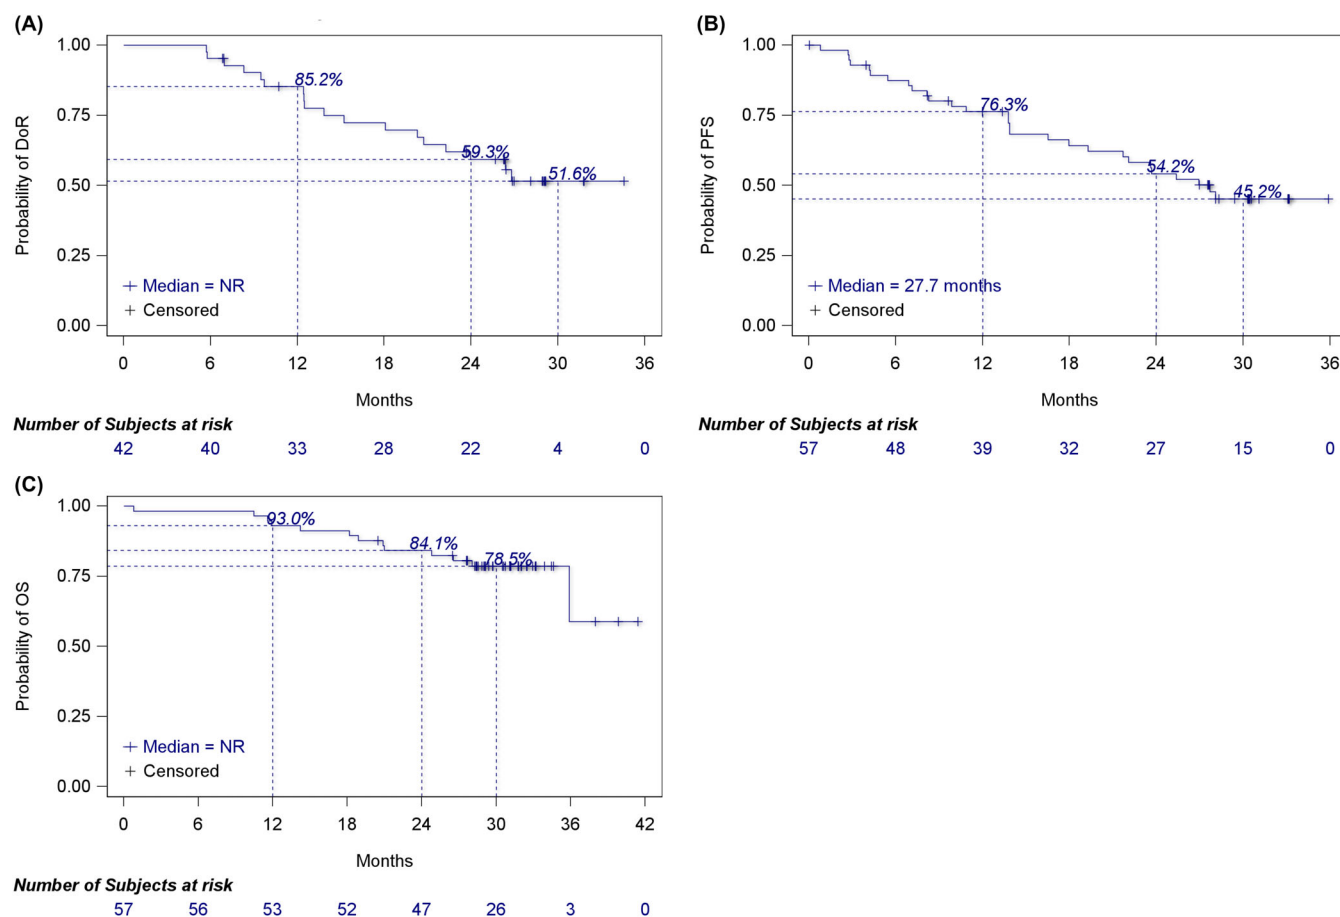 (A)
1.00
0.75
0.50
0.25
0.00
Probability of DoR
85.2%
59.3%
51.6%
Median = NR
Censored
0 6 12 18 24 30 36
Months
Number of Subjects at risk
42 40 33 28 22 4 0
(B)
1.00
0.75
0.50
0.25
0.00
Probability of PFS
76.3%
54.2%
45.2%
Median = 27.7 months
Censored
0 6 12 18 24 30 36
Months
Number of Subjects at risk
57 48 39 32 27 15 0
(C)
1.00
0.75
0.50
0.25
0.00
Probability of OS
93.0%
84.1%
78.5%
Median = NR
Censored
0 6 12 18 24 30 36 42
Months
Number of Subjects at risk
57 56 53 52 47 26 3 0